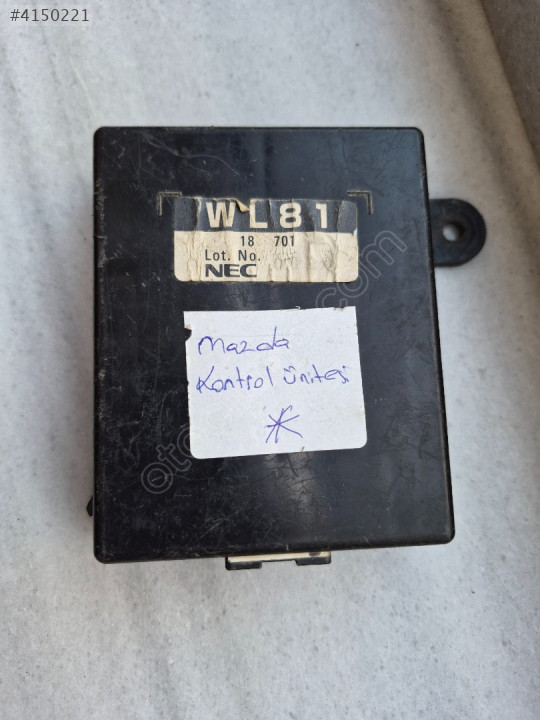 #4150221
WL81
18 701
Lot. No.
NEC
Mazda
Kontrol Ünitesi